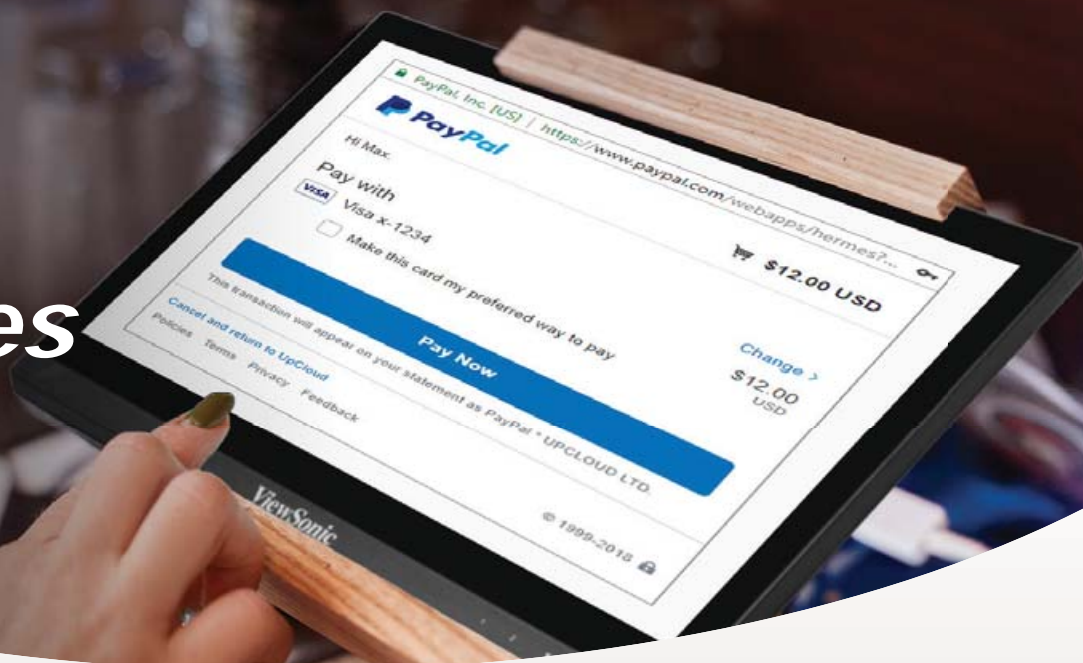 PayPal, Inc. [US] | https://www.paypal.com/webapps/hermes?...
PayPal
$12.00 USD
Hi Max.
Pay with
VISA Visa x-1234
Change >
$12.00
USD
Make this card my preferred way to pay
Pay Now
This transaction will appear on your statement as PayPal * UPCLOUD LTD.
Cancel and return to UpCloud
Policies Terms Privacy Feedback
© 1999-2018
ViewSonic
es